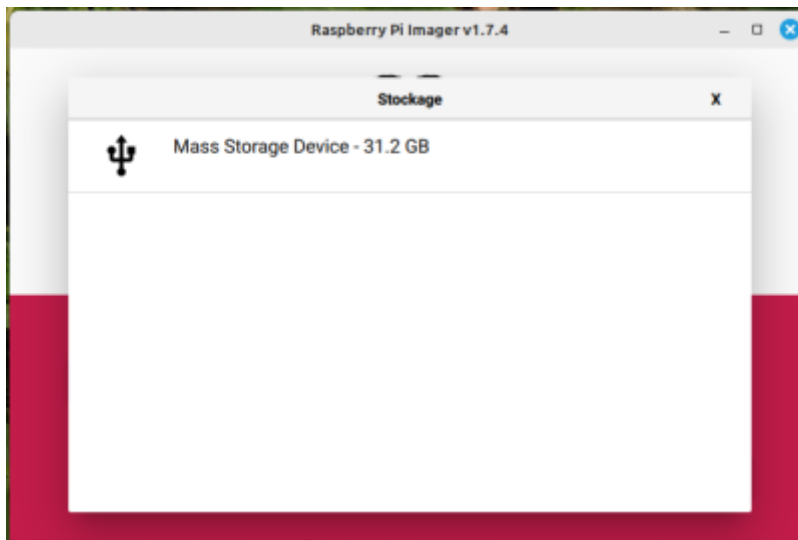 Raspberry Pi Imager v1.7.4
Stockage
X
Mass Storage Device - 31.2 GB